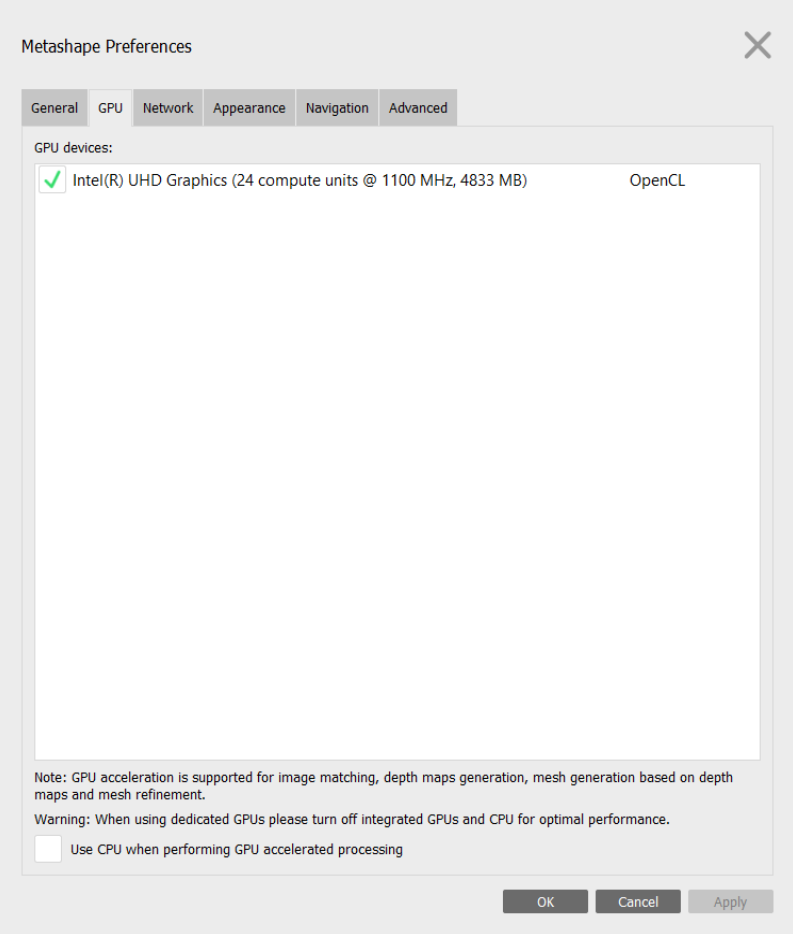 Metashape Preferences
General GPU Network Appearance Navigation Advanced
GPU devices:
Intel(R) UHD Graphics (24 compute units @ 1100 MHz, 4833 MB) OpenCL
Note: GPU acceleration is supported for image matching, depth maps generation, mesh generation based on depth
maps and mesh refinement.
Warning: When using dedicated GPUs please turn off integrated GPUs and CPU for optimal performance.
Use CPU when performing GPU accelerated processing
OK Cancel Apply